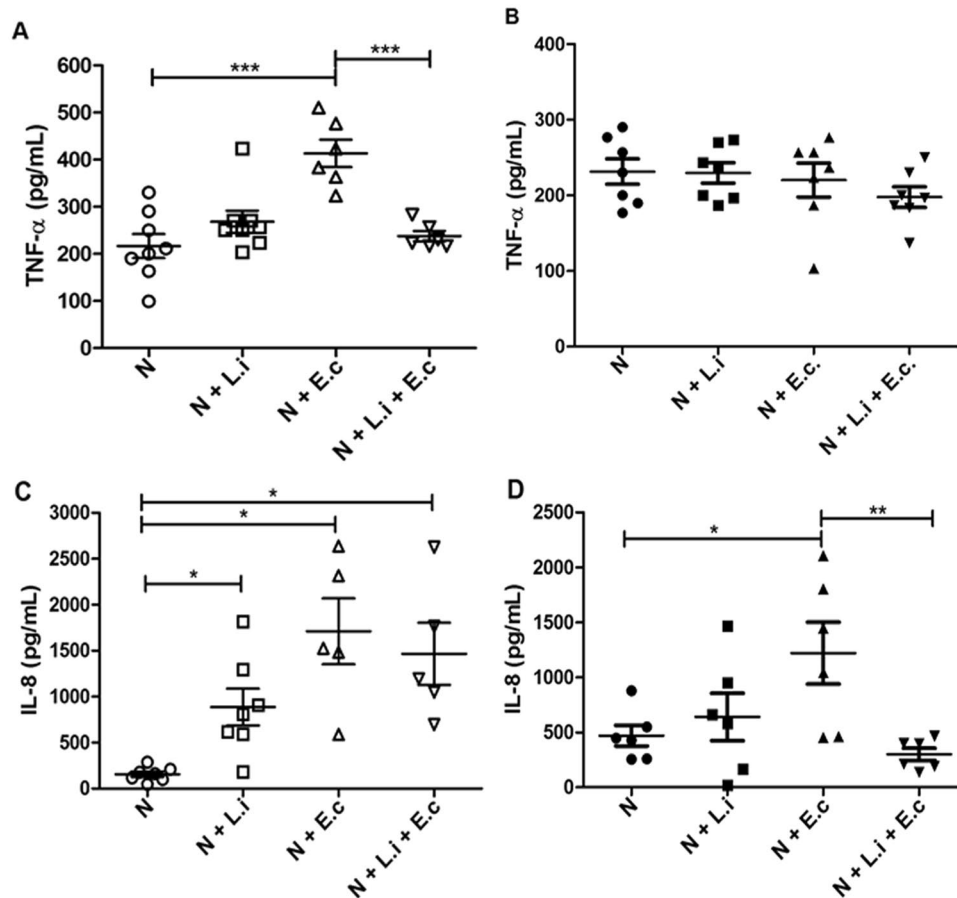 A
TNF-α (pg/mL)
600
500
400
300
200
100
0
***
***
N
N + L.i
N + E.c
N + L.i + E.c
B
TNF-α (pg/mL)
400
300
200
100
0
N
N + L.i
N + E.c.
N + L.i + E.c.
C
IL-8 (pg/mL)
3000
2500
2000
1500
1000
500
0
*
*
*
N
N + L.i
N + E.c
N + L.i + E.c
D
IL-8 (pg/mL)
2500
2000
1500
1000
500
0
*
**
N
N + L.i
N + E.c
N + L.i + E.c